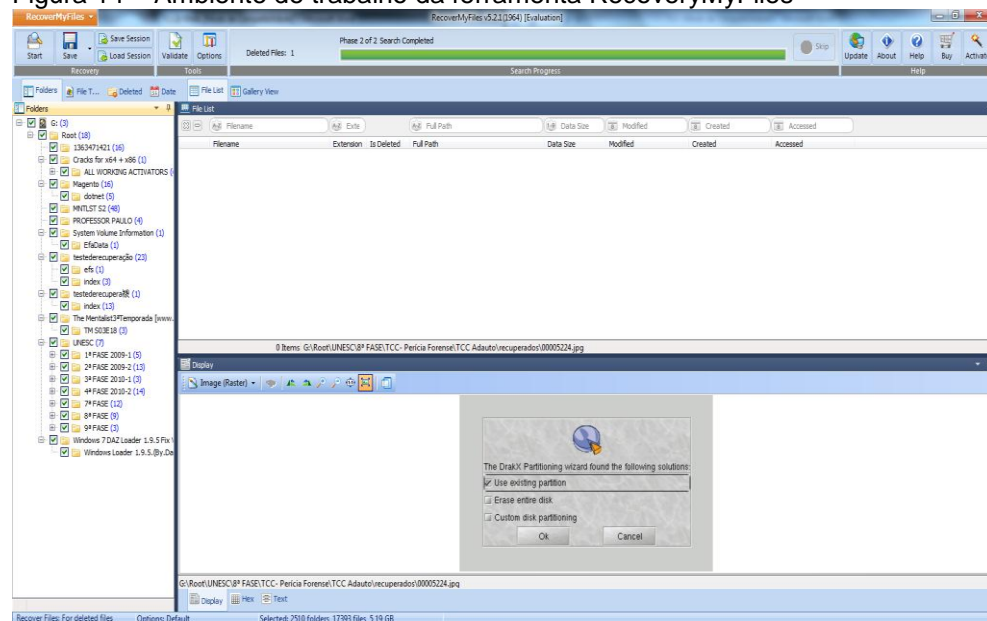 Figura 14 – Ambiente de trabalho da ferramenta RecoveryMyFiles
RecoverMyFiles
RecoverMyFiles v5.2.1(1964) [Evaluation]
Start
Save
Save Session
Load Session
Validate
Options
Deleted Files: 1
Phase 2 of 2 Search Completed
Skip
Update
About
Help
Buy
Activat
Recovery
Tools
Search Progress
Help
Folders
File T...
Deleted
Date
File List
Gallery View
Folders
File List
Filename
Exte
Full Path
Data Size
Modified
Created
Accessed
Filename
Extension
Is Deleted
Full Path
Data Size
Modified
Created
Accessed
G: (3)
Root (18)
1363471421 (16)
Cracks for x64 + x86 (1)
ALL WORKING ACTIVATORS (
Magento (16)
dotnet (5)
MNTLST S2 (48)
PROFESSOR PAULO (4)
System Volume Information (1)
EfaData (1)
testederecuperação (23)
efs (1)
index (3)
(1)
index (13)
The Mentalist3ªTemporada [www.
TM S03E18 (3)
UNESC (7)
1ª FASE 2009-1 (5)
2ª FASE 2009-2 (13)
3ª FASE 2010-1 (3)
4ª FASE 2010-2 (14)
7ª FASE (12)
8ª FASE (9)
9ª FASE (3)
Windows 7 DAZ Loader 1.9.5 Fix
Windows Loader 1.9.5.(By.Da
0 Items G:\Root\UNESC\8ª FASE\TCC- Pericia Forense\TCC Adauto\recuperados\00005224.jpg
Display
Image (Raster)
The DrakX Partitioning wizard found the following solutions:
Use existing partition
Erase entire disk
Custom disk partitioning
Ok
Cancel
G:\Root\UNESC\8ª FASE\TCC- Pericia Forense\TCC Adauto\recuperados\00005224.jpg
Display
Hex
Text
Recover Files: For deleted files
Options: Default
Selected: 2510 folders, 17393 files, 5.19 GB